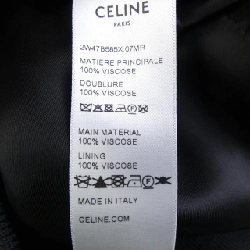 CELINE
PARIS
MATIERE PRINCIPALE
100% VISCOSE
DOUBLURE
100% VISCOSE
MAIN MATERIAL
100% VISCOSE
LINING
100% VISCOSE
MADE IN ITALY
CELINE.COM